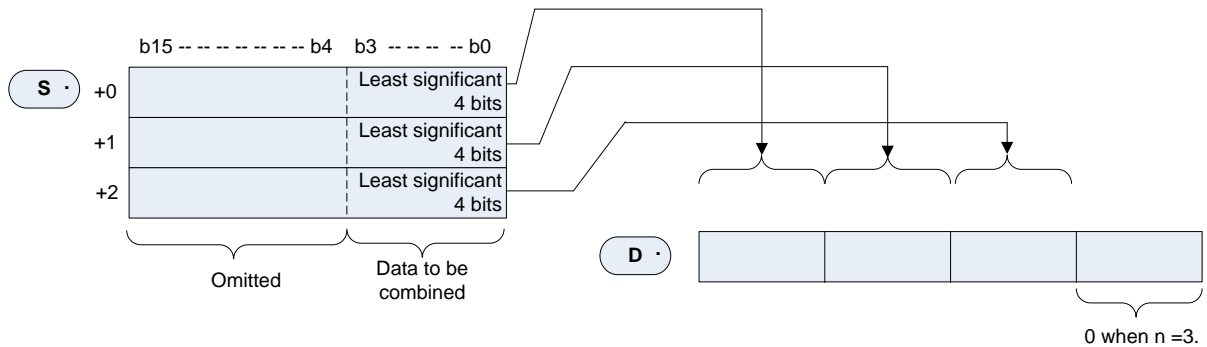 b15 -- -- -- -- -- -- -- b4 b3 -- -- -- -- b0
S · +0 Least significant
4 bits
+1 Least significant
4 bits
+2 Least significant
4 bits
Omitted
Data to be
combined
D ·
0 when n =3.